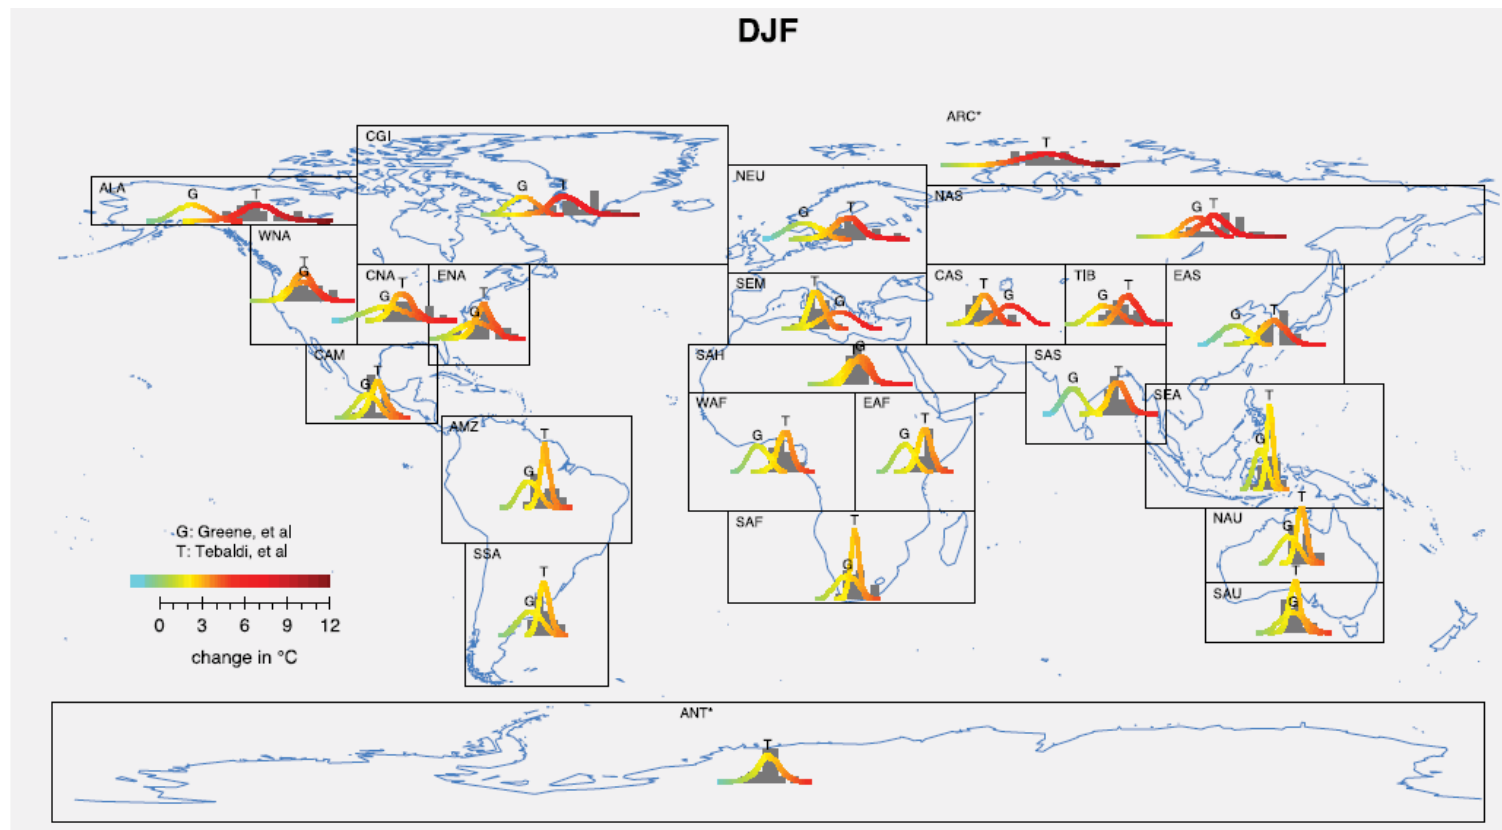 DJF
ARC*
T
CGI
G T
ALA
G T
NEU
G T
NAS
G T
WNA
T
G
CNA
G T
ENA
T
G
SEM
T
G
CAS
T G
TIB
G T
EAS
G T
CAM
T
G
SAH
G
SAS
G T
SEA
T
G
WAF
G T
EAF
G T
AMZ
T
G
SAF
T
G
NAU
T
G
SSA
T
G
SAU
T
G
G: Greene, et al
T: Tebaldi, et al
0 3 6 9 12
change in °C
ANT*
T